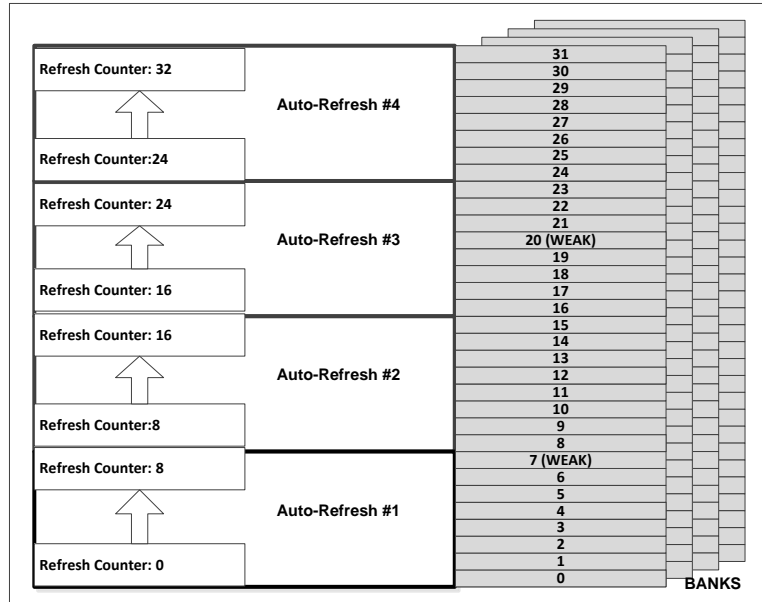 Refresh Counter: 32
Auto-Refresh #4
Refresh Counter:24
Refresh Counter: 24
Auto-Refresh #3
Refresh Counter: 16
Refresh Counter: 16
Auto-Refresh #2
Refresh Counter:8
Refresh Counter: 8
Auto-Refresh #1
Refresh Counter: 0
31
30
29
28
27
26
25
24
23
22
21
20 (WEAK)
19
18
17
16
15
14
13
12
11
10
9
8
7 (WEAK)
6
5
4
3
2
1
0
BANKS